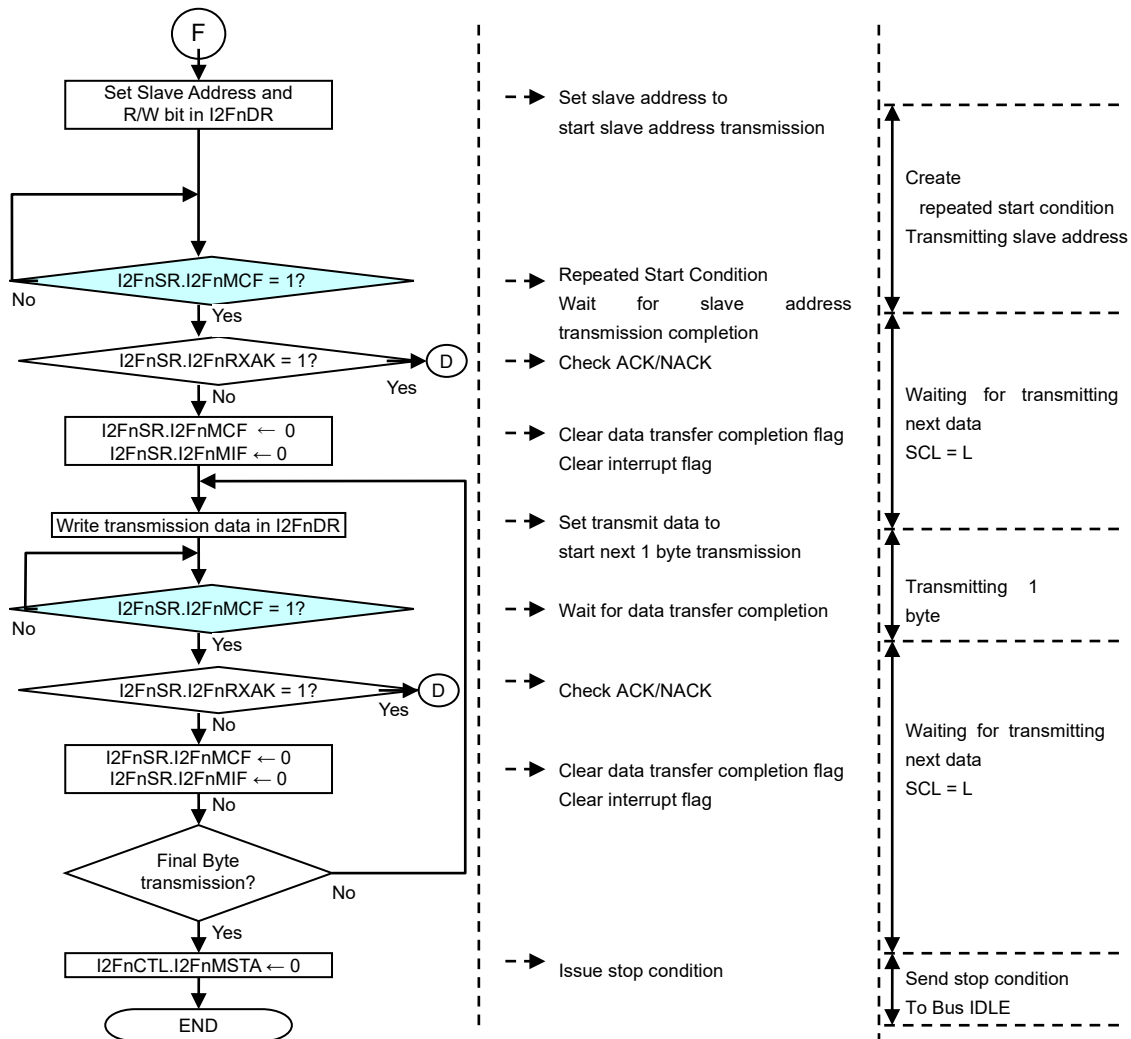 F
Set Slave Address and
R/W bit in I2FnDR
I2FnSR.I2FnMCF = 1?
No
Yes
I2FnSR.I2FnRXAK = 1?
D
Yes
No
I2FnSR.I2FnMCF ← 0
I2FnSR.I2FnMIF ← 0
Write transmission data in I2FnDR
I2FnSR.I2FnMCF = 1?
No
Yes
I2FnSR.I2FnRXAK = 1?
D
Yes
No
I2FnSR.I2FnMCF ← 0
I2FnSR.I2FnMIF ← 0
No
Final Byte
transmission?
No
Yes
I2FnCTL.I2FnMSTA ← 0
END
Set slave address to
start slave address transmission
Repeated Start Condition
Wait for slave address
transmission completion
Check ACK/NACK
Clear data transfer completion flag
Clear interrupt flag
Set transmit data to
start next 1 byte transmission
Wait for data transfer completion
Check ACK/NACK
Clear data transfer completion flag
Clear interrupt flag
Issue stop condition
Create
repeated start condition
Transmitting slave address
Waiting for transmitting
next data
SCL = L
Transmitting 1
byte
Waiting for transmitting
next data
SCL = L
Send stop condition
To Bus IDLE